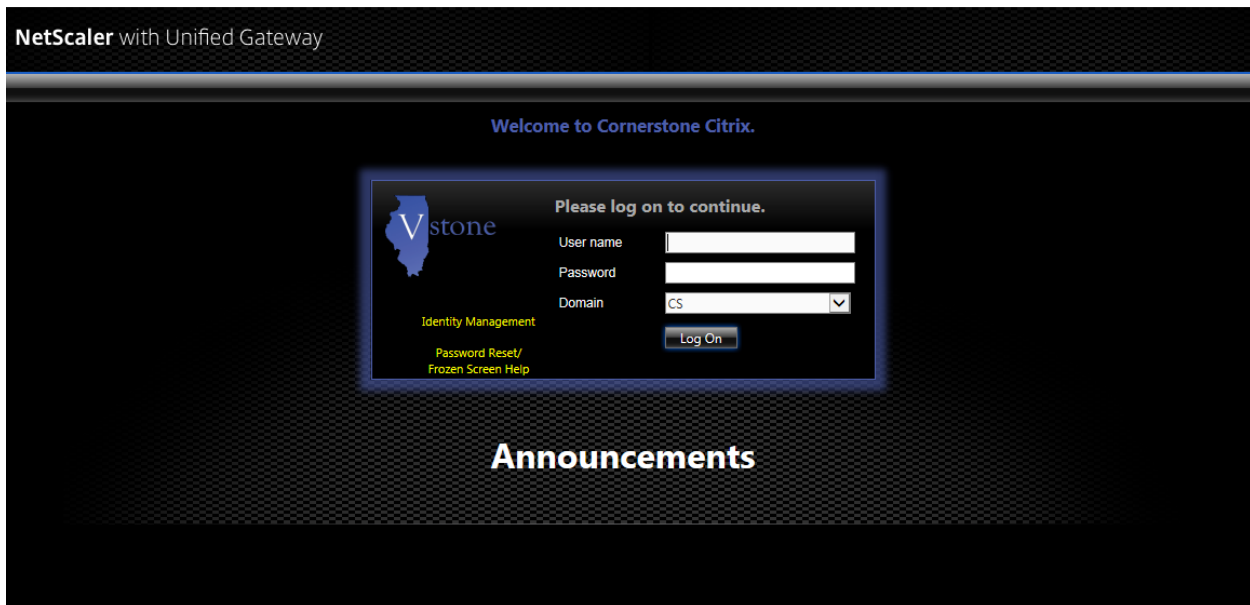 NetScaler with Unified Gateway
Welcome to Cornerstone Citrix.
Vstone
Please log on to continue.
User name
Password
Domain
CS
Log On
Identity Management
Password Reset/
Frozen Screen Help
Announcements